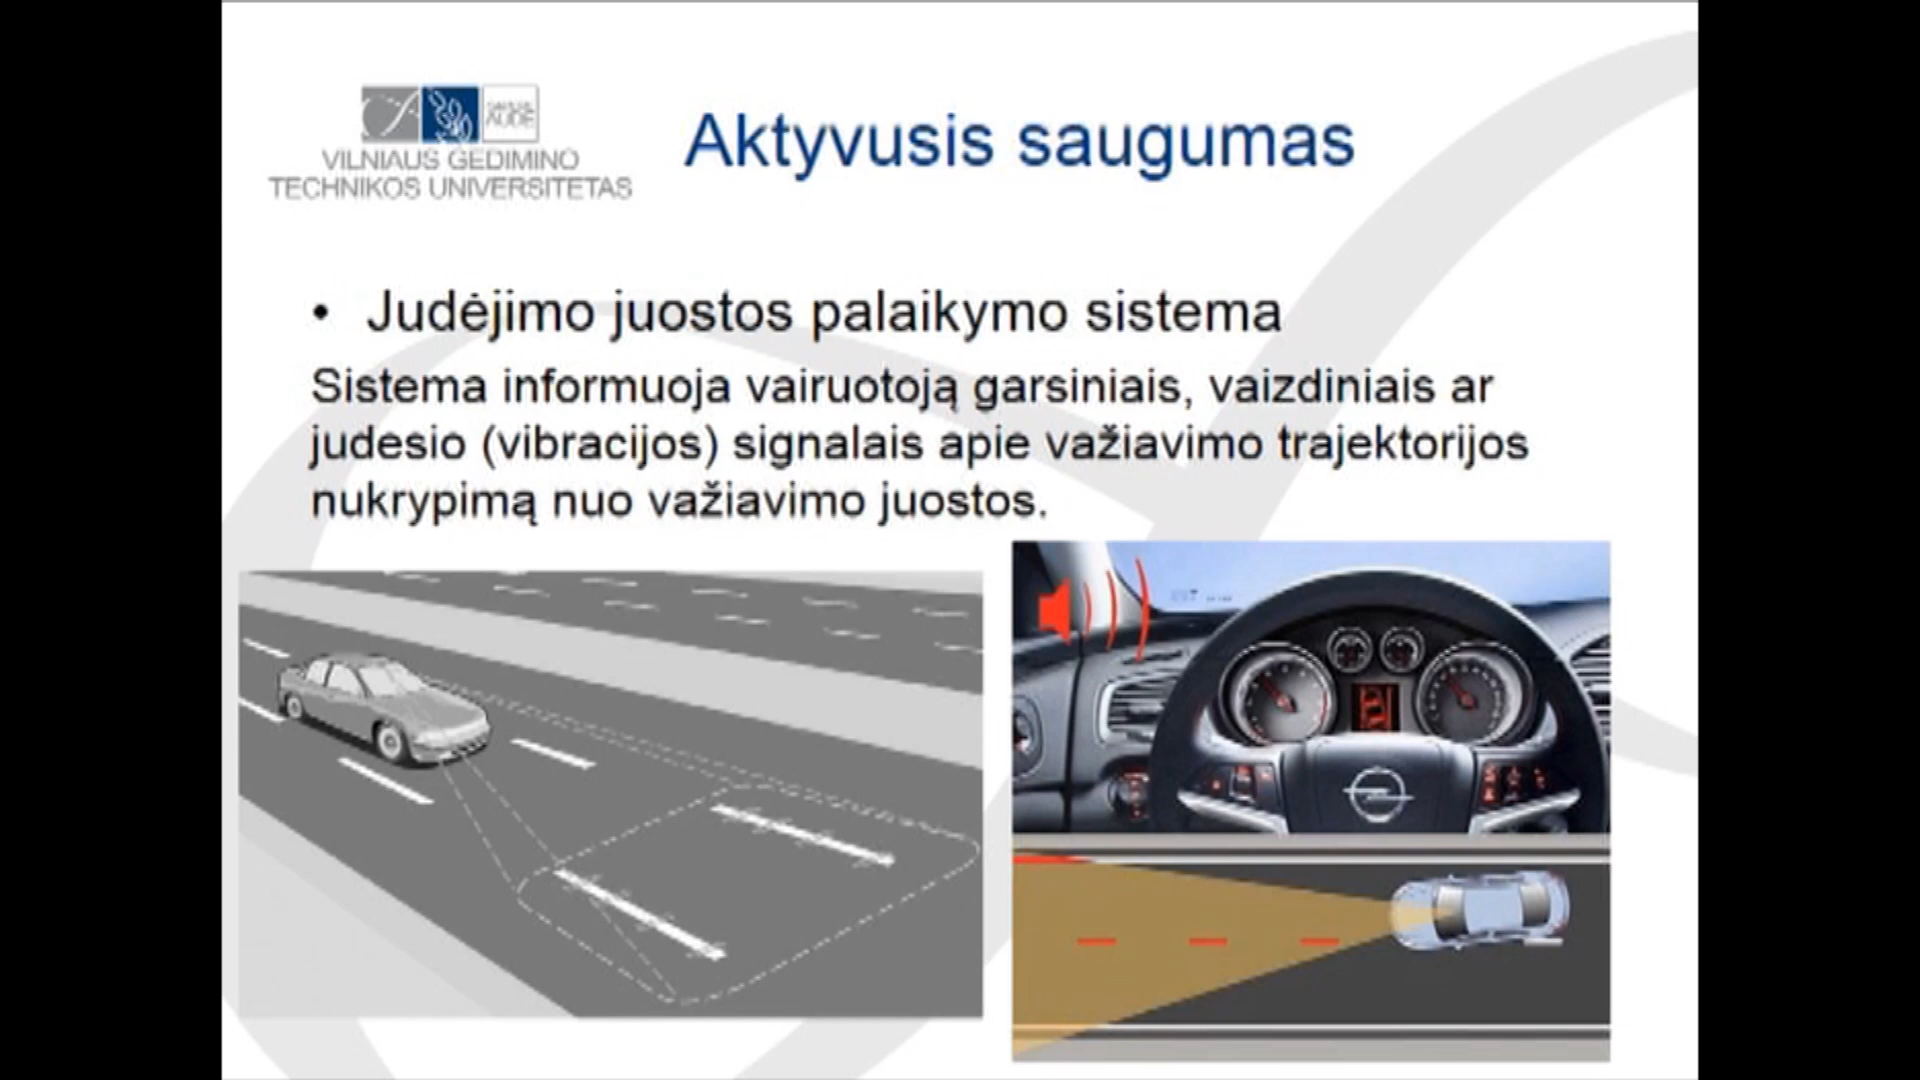 VILNIAUS GEDIMINO
TECHNIKOS UNIVERSITETAS
Aktyvusis saugumas
• Judėjimo juostos palaikymo sistema
Sistema informuoja vairuotoją garsiniais, vaizdiniais ar
judesio (vibracijos) signalais apie važiavimo trajektorijos
nukrypimą nuo važiavimo juostos.